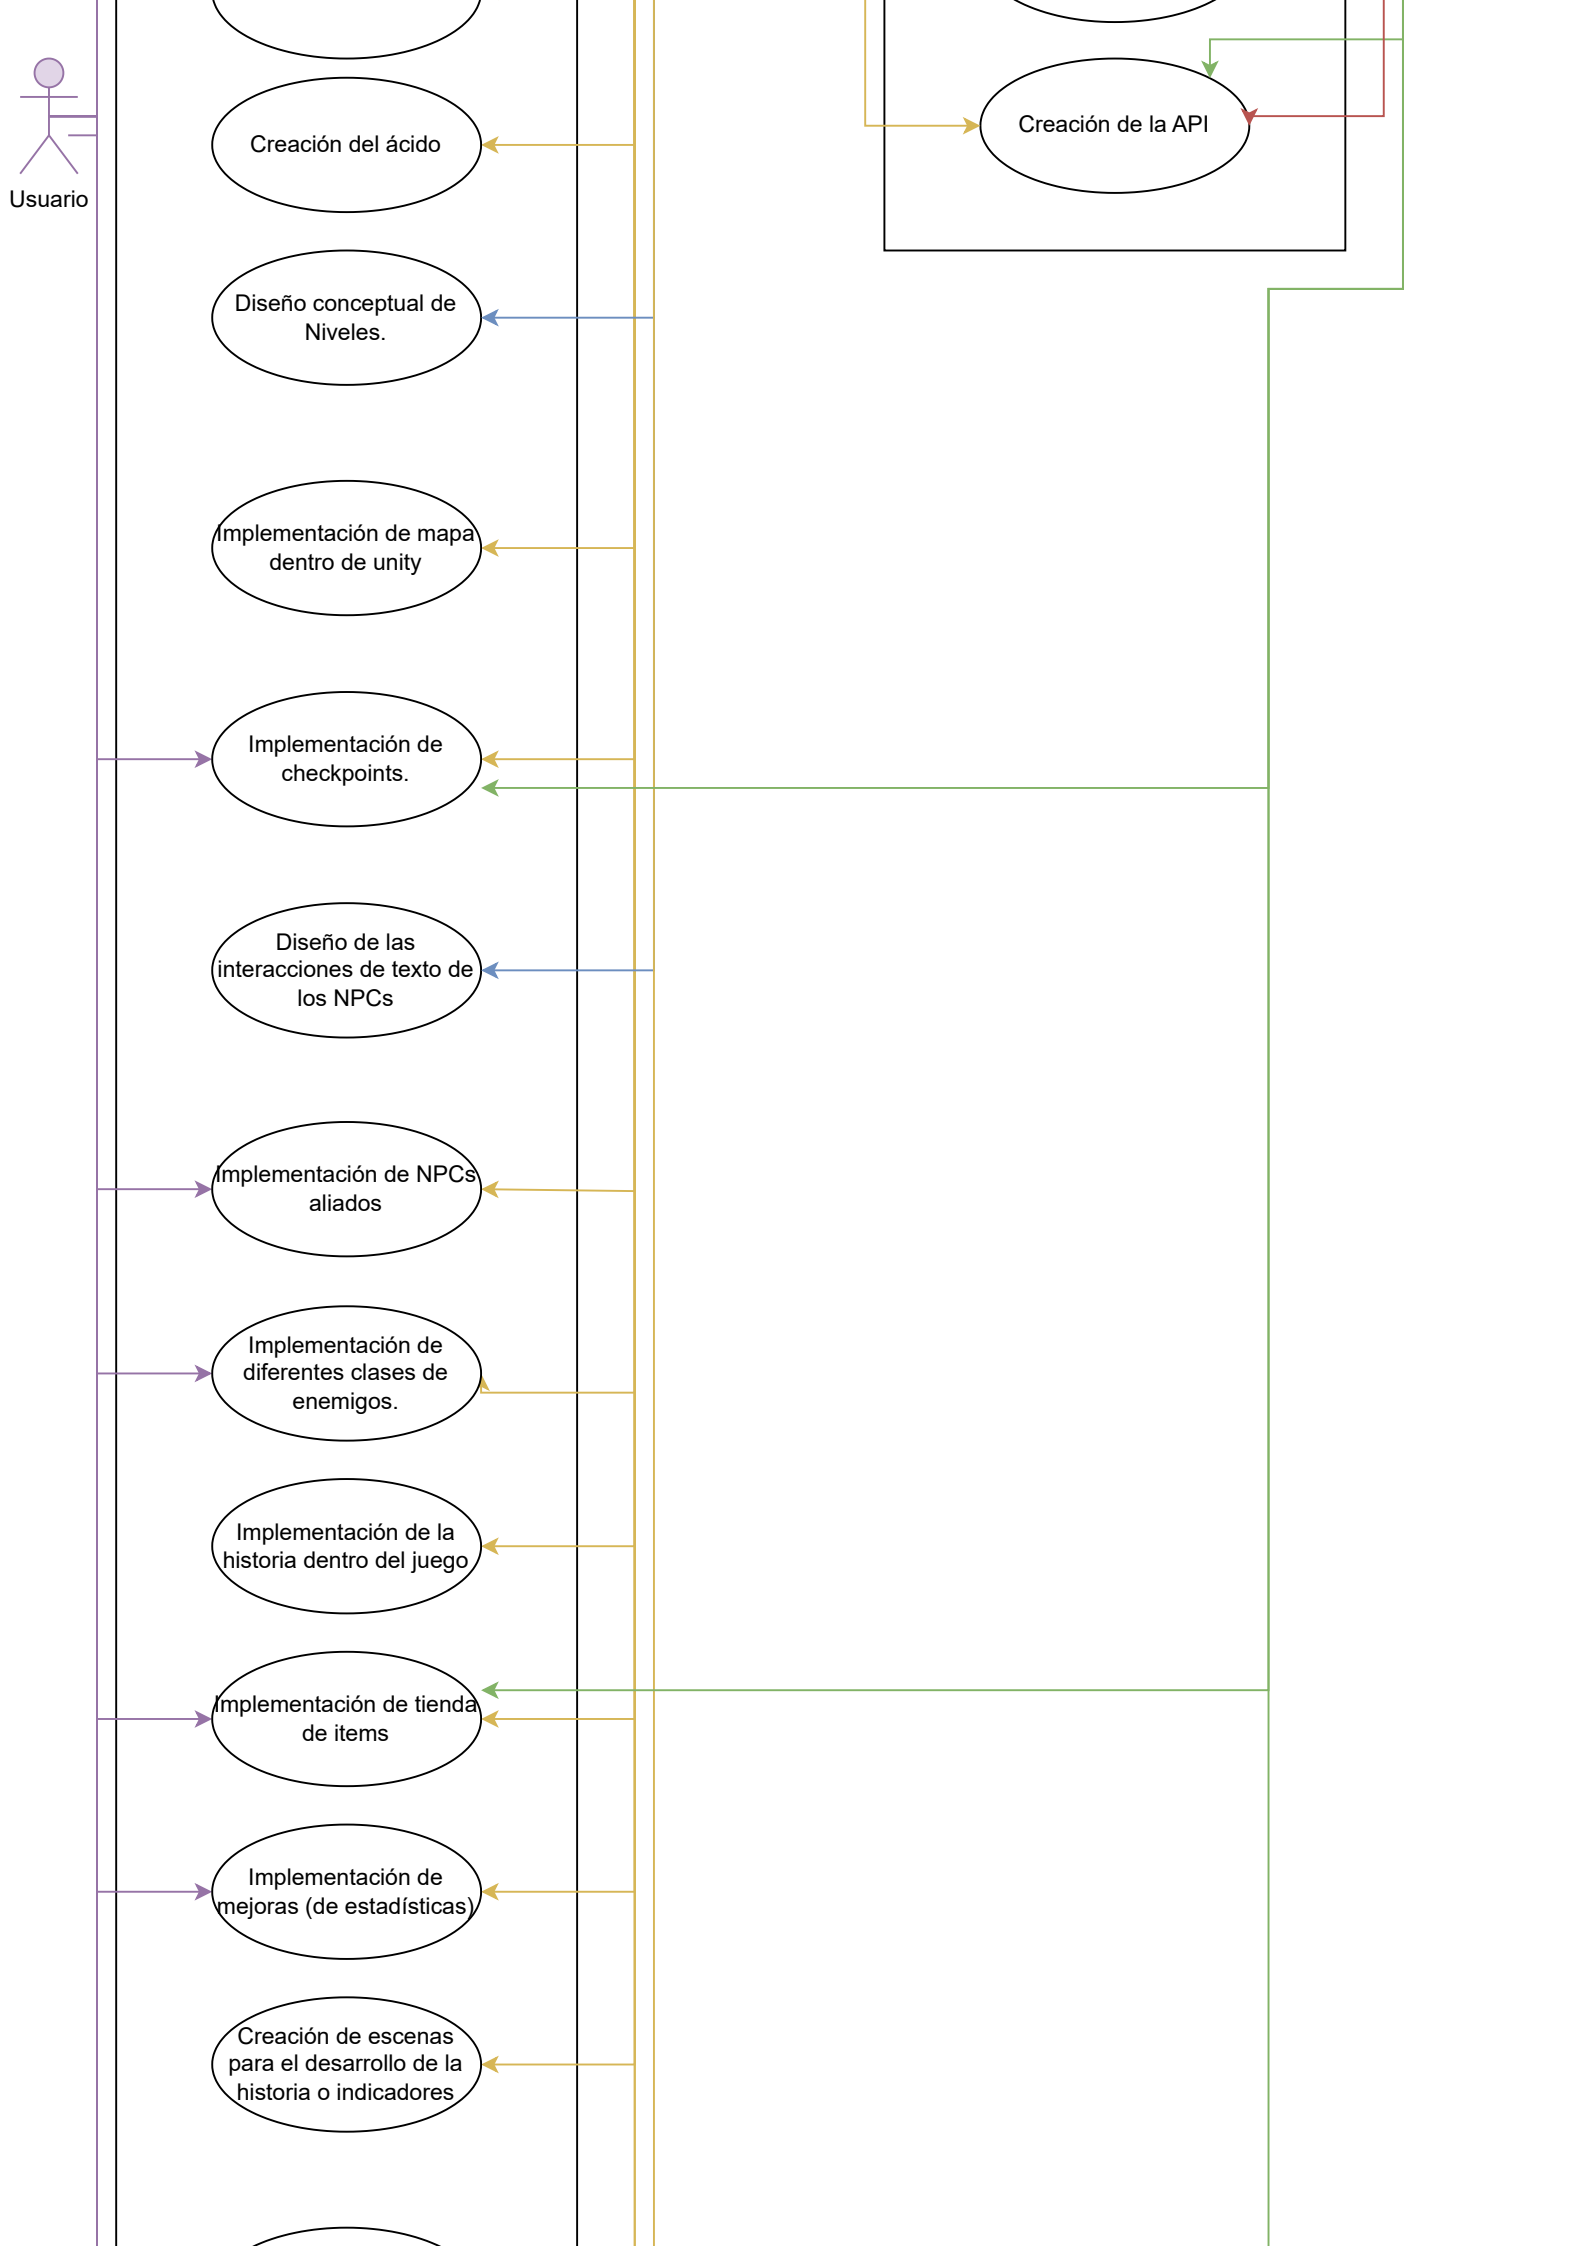 Creación de la API
Creación del ácido
Usuario
Diseño conceptual de
Niveles.
Implementación de mapa
dentro de unity
Implementación de
checkpoints.
Diseño de las
interacciones de texto de
los NPCs
Implementación de NPCs
aliados
Implementación de
diferentes clases de
enemigos.
Implementación de la
historia dentro del juego
Implementación de tienda
de items
Implementación de
mejoras (de estadísticas)
Creación de escenas
para el desarrollo de la
historia o indicadores